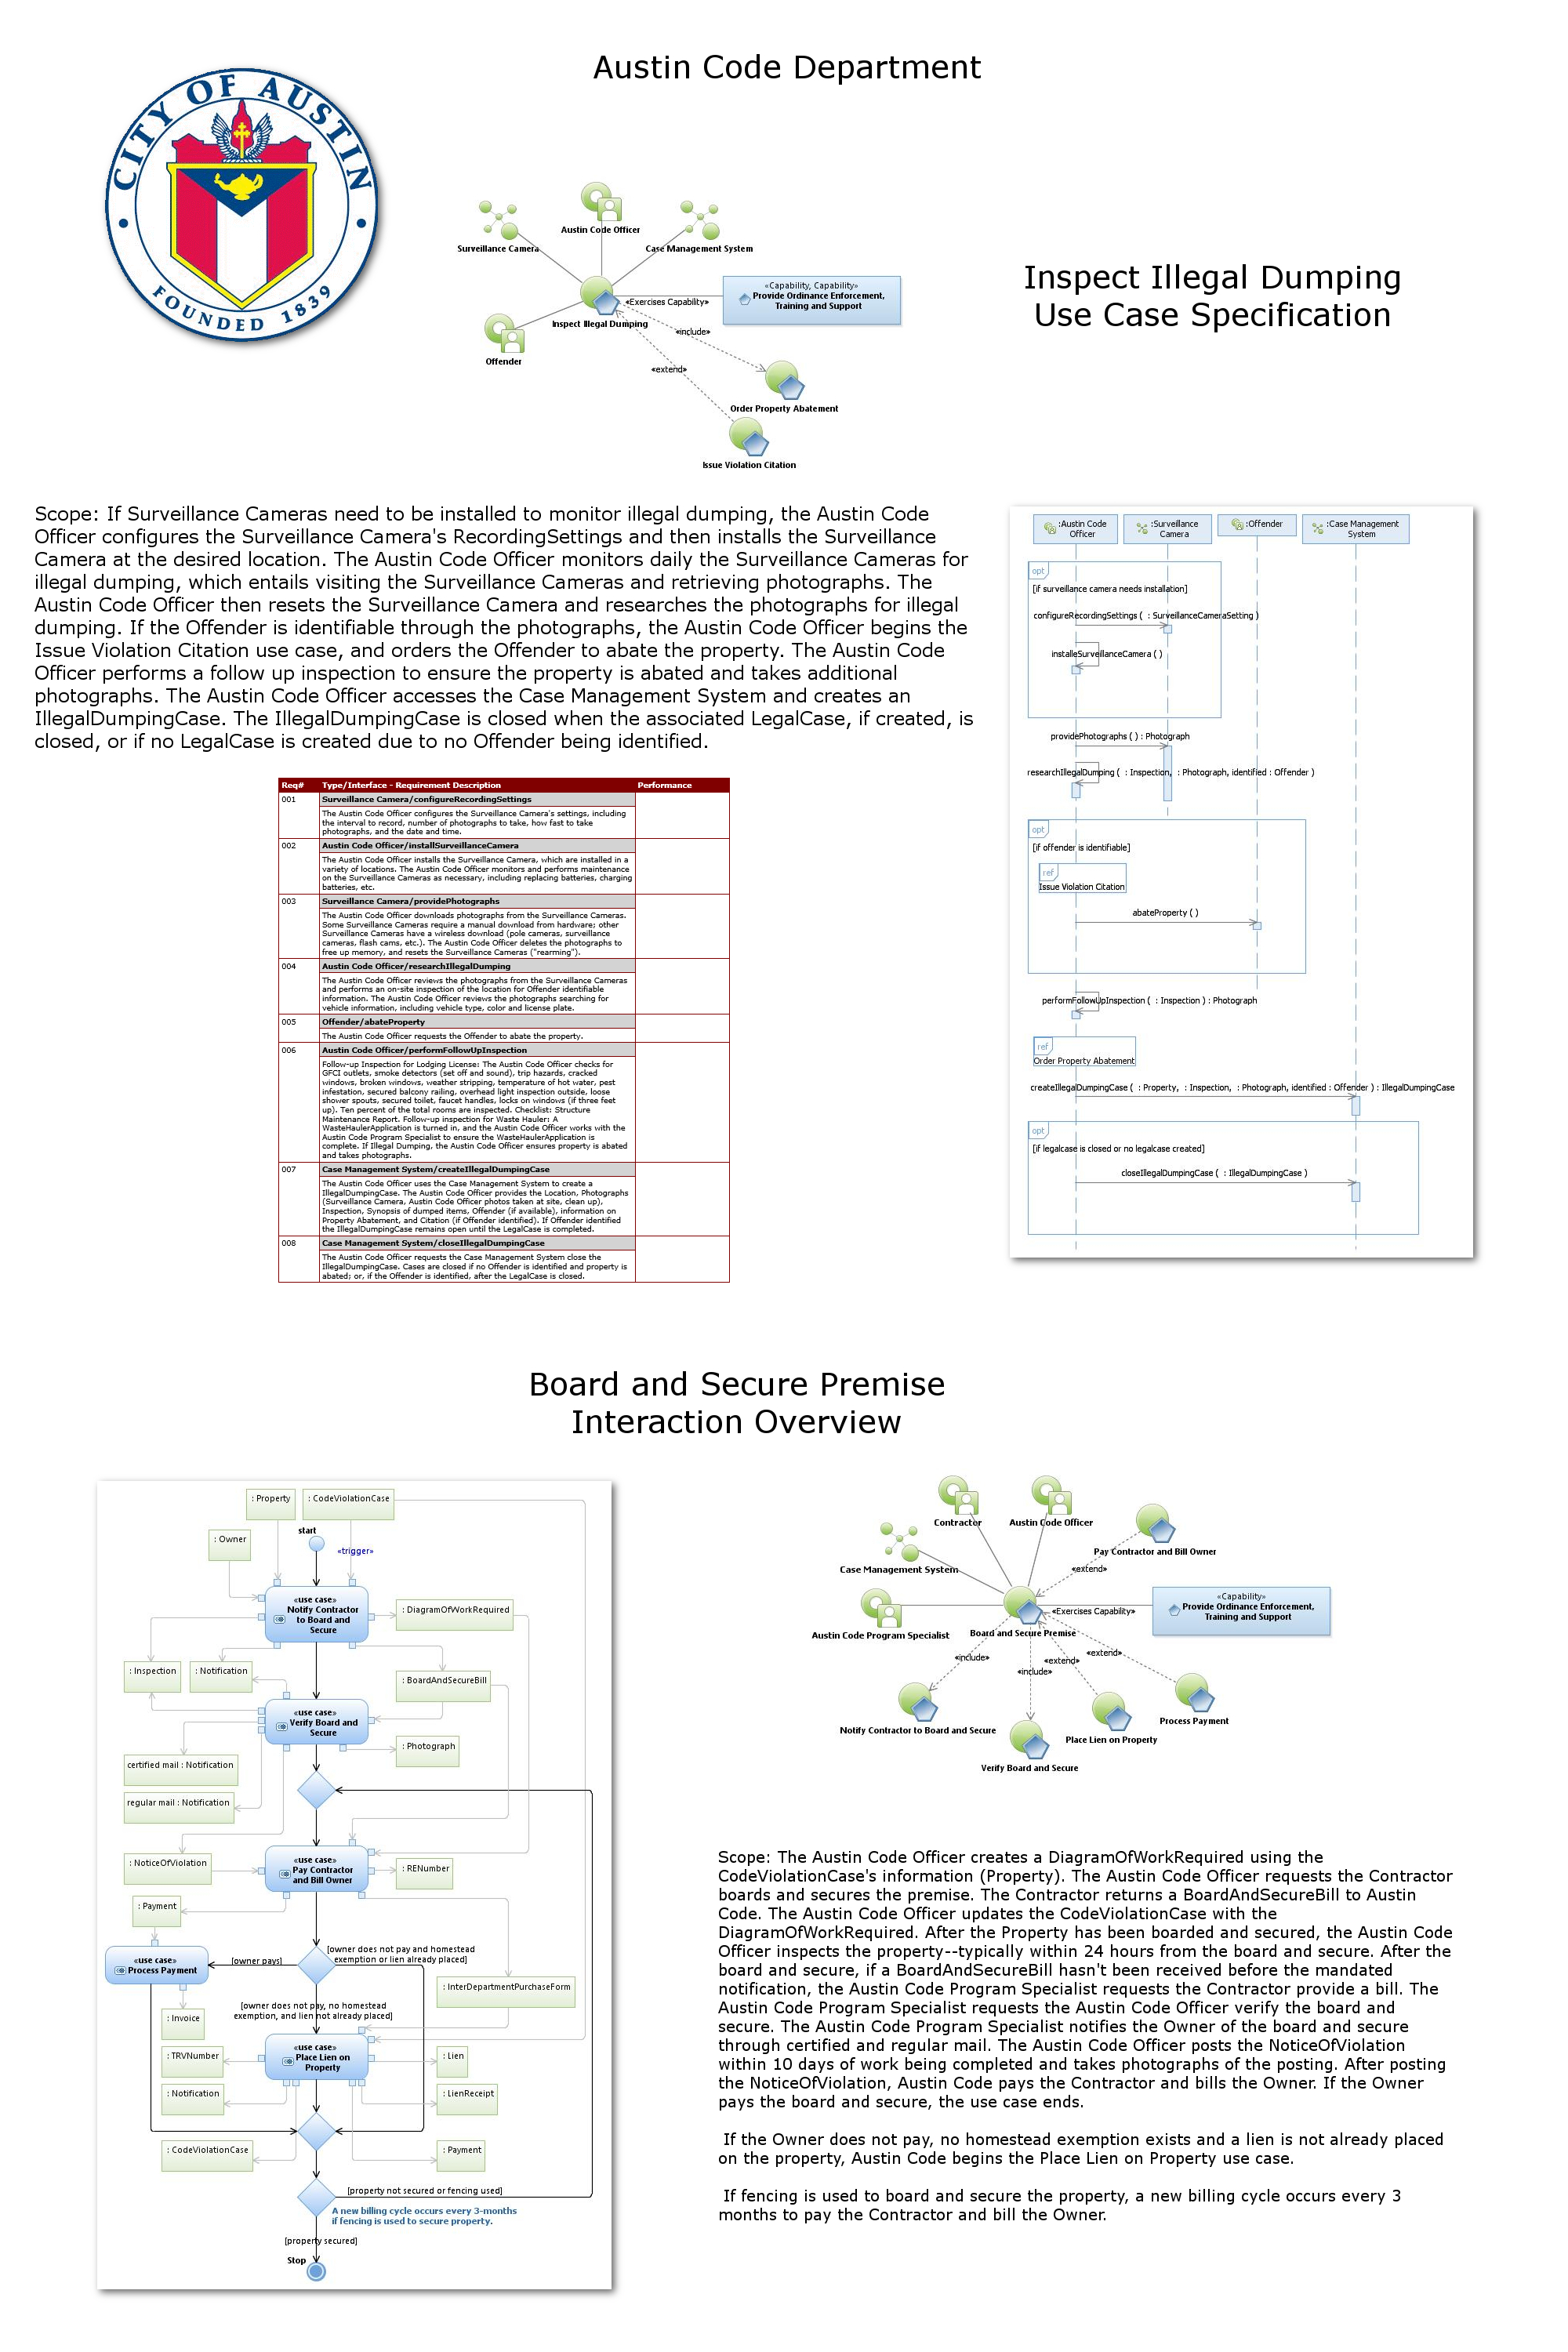 Austin Code Department
CITY OF AUSTIN
FOUNDED 1839
Surveillance Camera
Austin Code Officer
Case Management System
«Capability, Capability»
Provide Ordinance Enforcement,
Training and Support
«Exercises Capability»
Inspect Illegal Dumping
«include»
Offender
«extend»
Order Property Abatement
Issue Violation Citation
Inspect Illegal Dumping
Use Case Specification
Scope: If Surveillance Cameras need to be installed to monitor illegal dumping, the Austin Code
Officer configures the Surveillance Camera's RecordingSettings and then installs the Surveillance
Camera at the desired location. The Austin Code Officer monitors daily the Surveillance Cameras for
illegal dumping, which entails visiting the Surveillance Cameras and retrieving photographs. The
Austin Code Officer then resets the Surveillance Camera and researches the photographs for illegal
dumping. If the Offender is identifiable through the photographs, the Austin Code Officer begins the
Issue Violation Citation use case, and orders the Offender to abate the property. The Austin Code
Officer performs a follow up inspection to ensure the property is abated and takes additional
photographs. The Austin Code Officer accesses the Case Management System and creates an
IllegalDumpingCase. The IllegalDumpingCase is closed when the associated LegalCase, if created, is
closed, or if no LegalCase is created due to no Offender being identified.
Req# Type/Interface - Requirement Description Performance
001 Surveillance Camera/configureRecordingSettings
The Austin Code Officer configures the Surveillance Camera's settings, including
the interval to record, number of photographs to take, how fast to take
photographs, and the date and time.
002 Austin Code Officer/installSurveillanceCamera
The Austin Code Officer installs the Surveillance Camera, which are installed in a
variety of locations. The Austin Code Officer monitors and performs maintenance
on the Surveillance Cameras as necessary, including replacing batteries, charging
batteries, etc.
003 Surveillance Camera/providePhotographs
The Austin Code Officer downloads photographs from the Surveillance Cameras.
Some Surveillance Cameras require a manual download from hardware; other
Surveillance Cameras have a wireless download (pole cameras, surveillance
cameras, flash cams, etc.). The Austin Code Officer deletes the photographs to
free up memory, and resets the Surveillance Cameras ("rearming").
004 Austin Code Officer/researchIllegalDumping
The Austin Code Officer reviews the photographs from the Surveillance Cameras
and performs an on-site inspection of the location for Offender identifiable
information. The Austin Code Officer reviews the photographs searching for
vehicle information, including vehicle type, color and license plate.
005 Offender/abateProperty
The Austin Code requests the Offender to abate the property.
006 Austin Code Officer/performFollowUpInspection
Follow-up Inspection for Lodging License: The Austin Code Officer checks for
GFCI outlets, smoke detectors (set off and sound), trip hazards, cracked
windows, broken windows, weather stripping, temperature of hot water, pest
infestation, secured balcony railing, overhead light inspection outside, loose
shower spouts, secured toilet, faucet handles, locks on windows (if three feet
up). Ten percent of the total rooms are inspected. Checklist: Structure
Maintenance Report. Follow-up inspection for Waste Hauler: A
WasteHaulerApplication is turned in, and the Austin Code Officer works with the
Austin Code Program Specialist to ensure the WasteHaulerApplication is
complete. If Illegal Dumping, the Austin Code Officer ensures property is abated
and takes photographs.
007 Case Management System/createIllegalDumpingCase
The Austin Code Officer uses the Case Management System to create a
IllegalDumpingCase. The Austin Code Officer provides the Location, Photographs
(Surveillance Camera, Austin Code Officer photos taken at site, clean up),
Inspection, Synopsis of dumped items, Offender (if available), information on
Property Abatement, and Citation (if Offender identified). If Offender identified
the IllegalDumpingCase remains open until the LegalCase is completed.
008 Case Management System/closeIllegalDumpingCase
The Austin Code Officer requests the Case Management System close the
IllegalDumpingCase. Cases are closed if no Offender is identified and property is
abated; or, if the Offender is identified, after the LegalCase is closed.
:Austin Code
Officer
:Surveillance
Camera
:Offender
:Case Management
System
opt
[if surveillance camera needs installation]
configureRecordingSettings ( : SurveillanceCameraSetting )
installeSurveillanceCamera ( )
providePhotographs ( ) : Photograph
researchIllegalDumping ( : Inspection, : Photograph, identified : Offender )
opt
[if offender is identifiable]
ref
Issue Violation Citation
abateProperty ( )
performFollowUpInspection ( : Inspection ) : Photograph
ref
Order Property Abatement
createIllegalDumpingCase ( : Property, : Inspection, : Photograph, identified : Offender ) : IllegalDumpingCase
opt
[if legalcase is closed or no legalcase created]
closeIllegalDumpingCase ( : IllegalDumpingCase )
Board and Secure Premise
Interaction Overview
: Property
: CodeViolationCase
start
: Owner
«trigger»
«use case»
Notify Contractor
to Board and
Secure
: DiagramOfWorkRequired
: Inspection
: Notification
: BoardAndSecureBill
«use case»
Verify Board and
Secure
: Photograph
certified mail : Notification
regular mail : Notification
«use case»
Pay Contractor
and Bill Owner
: NoticeOfViolation
: RENumber
: Payment
«use case»
Process Payment
[owner pays]
[owner does not pay and homestead
exemption or lien already placed]
: InterDepartmentPurchaseForm
[owner does not pay, no homestead
exemption, and lien not already placed]
: Invoice
«use case»
Place Lien on
Property
: TRVNumber
: Lien
: Notification
: LienReceipt
: CodeViolationCase
: Payment
[property not secured or fencing used]
A new billing cycle occurs every 3-months
if fencing is used to secure property.
[property secured]
Stop
Contractor
Austin Code Officer
Pay Contractor and Bill Owner
Case Management System
«extend»
«Capability»
Provide Ordinance Enforcement,
Training and Support
«Exercises Capability»
Austin Code Program Specialist
Board and Secure Premise
«include»
«include»
«extend»
«extend»
Notify Contractor to Board and Secure
Verify Board and Secure
Place Lien on Property
Process Payment
Scope: The Austin Code Officer creates a DiagramOfWorkRequired using the
CodeViolationCase's information (Property). The Austin Code Officer requests the Contractor
boards and secures the premise. The Contractor returns a BoardAndSecureBill to Austin
Code. The Austin Code Officer updates the CodeViolationCase with the
DiagramOfWorkRequired. After the Property has been boarded and secured, the Austin Code
Officer inspects the property--typically within 24 hours from the board and secure. After the
board and secure, if a BoardAndSecureBill hasn't been received before the mandated
notification, the Austin Code Program Specialist requests the Contractor provide a bill. The
Austin Code Program Specialist requests the Austin Code Officer verify the board and
secure. The Austin Code Program Specialist notifies the Owner of the board and secure
through certified and regular mail. The Austin Code Officer posts the NoticeOfViolation
within 10 days of work being completed and takes photographs of the posting. After posting
the NoticeOfViolation, Austin Code pays the Contractor and bills the Owner. If the Owner
pays the board and secure, the use case ends.
If the Owner does not pay, no homestead exemption exists and a lien is not already placed
on the property, Austin Code begins the Place Lien on Property use case.
If fencing is used to board and secure the property, a new billing cycle occurs every 3
months to pay the Contractor and bill the Owner.